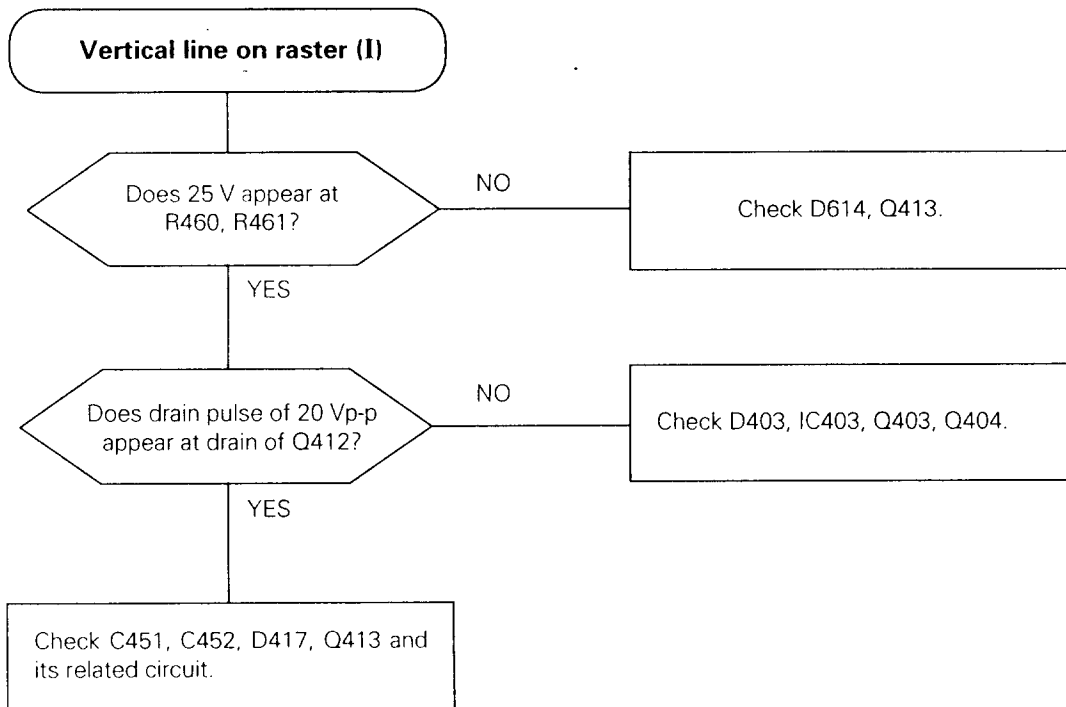 Vertical line on raster (I)
Does 25 V appear at
R460, R461?
NO
Check D614, Q413.
YES
Does drain pulse of 20 Vp-p
appear at drain of Q412?
NO
Check D403, IC403, Q403, Q404.
YES
Check C451, C452, D417, Q413 and
its related circuit.